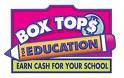 BOX TOPS
FOR
EDUCATION
EARN CASH FOR YOUR SCHOOL